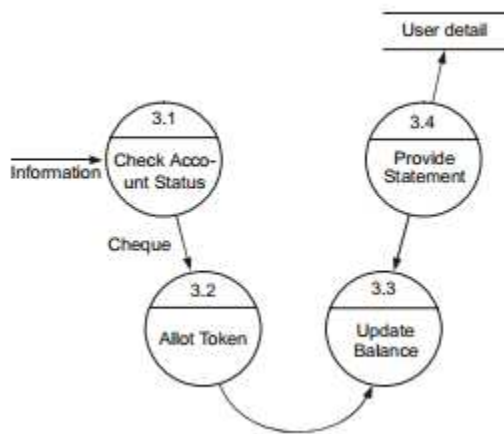 User detail
3.1
Check Acco-
unt Status
Information
3.4
Provide
Statement
Cheque
3.2
Allot Token
3.3
Update
Balance